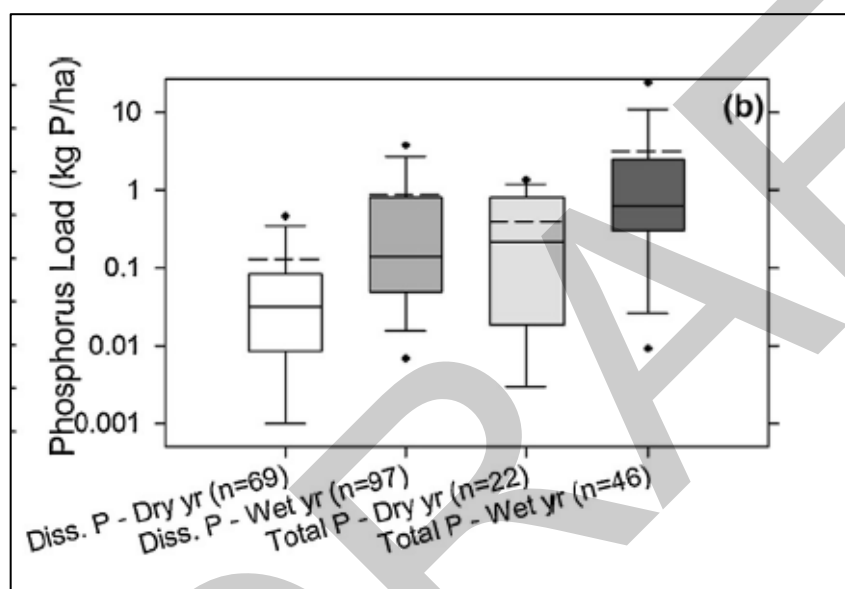 Phosphorus Load (kg P/ha)
(b)
10
1
0.1
0.01
0.001
Diss. P - Dry yr (n=69)
Diss. P - Wet yr (n=97)
Total P - Dry yr (n=22)
Total P - Wet yr (n=46)